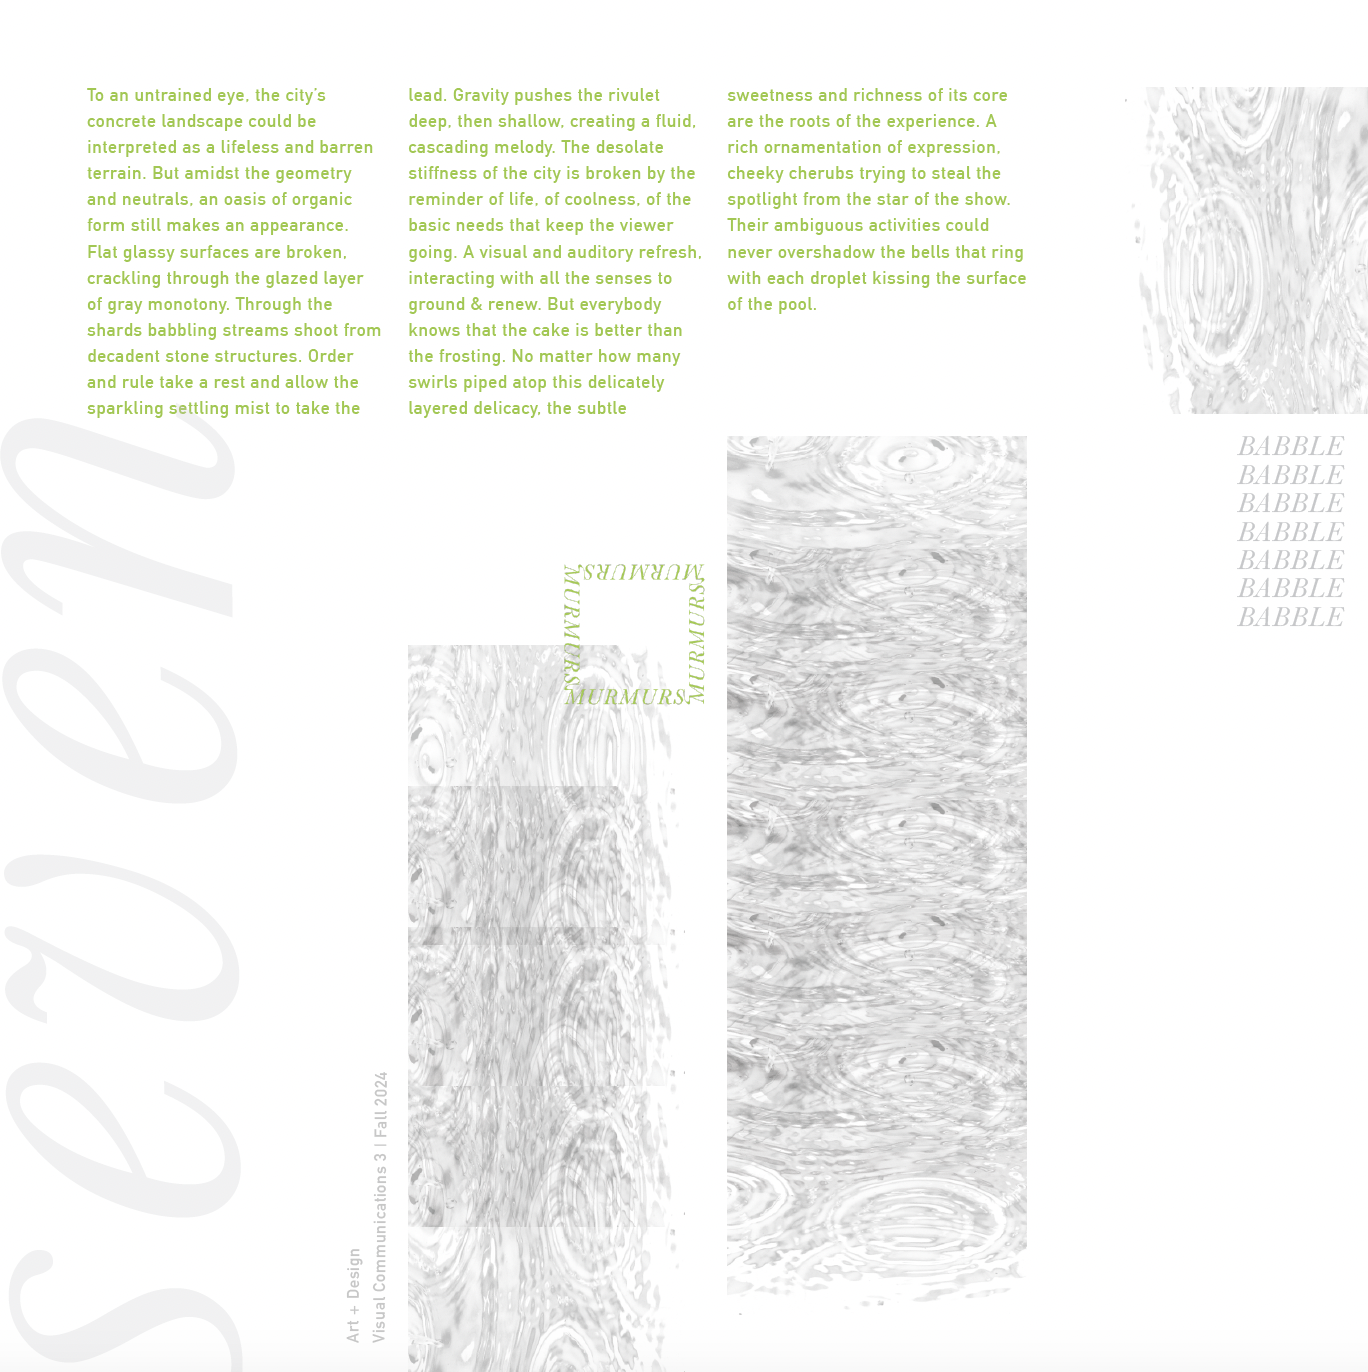 To an untrained eye, the city’s
concrete landscape could be
interpreted as a lifeless and barren
terrain. But amidst the geometry
and neutrals, an oasis of organic
form still makes an appearance.
Flat glassy surfaces are broken,
crackling through the glazed layer
of gray monotony. Through the
shards babbling streams shoot from
decadent stone structures. Order
and rule take a rest and allow the
sparkling settling mist to take the
lead. Gravity pushes the rivulet
deep, then shallow, creating a fluid,
cascading melody. The desolate
stiffness of the city is broken by the
reminder of life, of coolness, of the
basic needs that keep the viewer
going. A visual and auditory refresh,
interacting with all the senses to
ground & renew. But everybody
knows that the cake is better than
the frosting. No matter how many
swirls piped atop this delicately
layered delicacy, the subtle
sweetness and richness of its core
are the roots of the experience. A
rich ornamentation of expression,
cheeky cherubs trying to steal the
spotlight from the star of the show.
Their ambiguous activities could
never overshadow the bells that ring
with each droplet kissing the surface
of the pool.
BABBLE
BABBLE
BABBLE
BABBLE
BABBLE
BABBLE
BABBLE
MURMURS,
MURMURS,
MURMURS,
MURMURS,
seven
Art + Design
Visual Communications 3 | Fall 2024